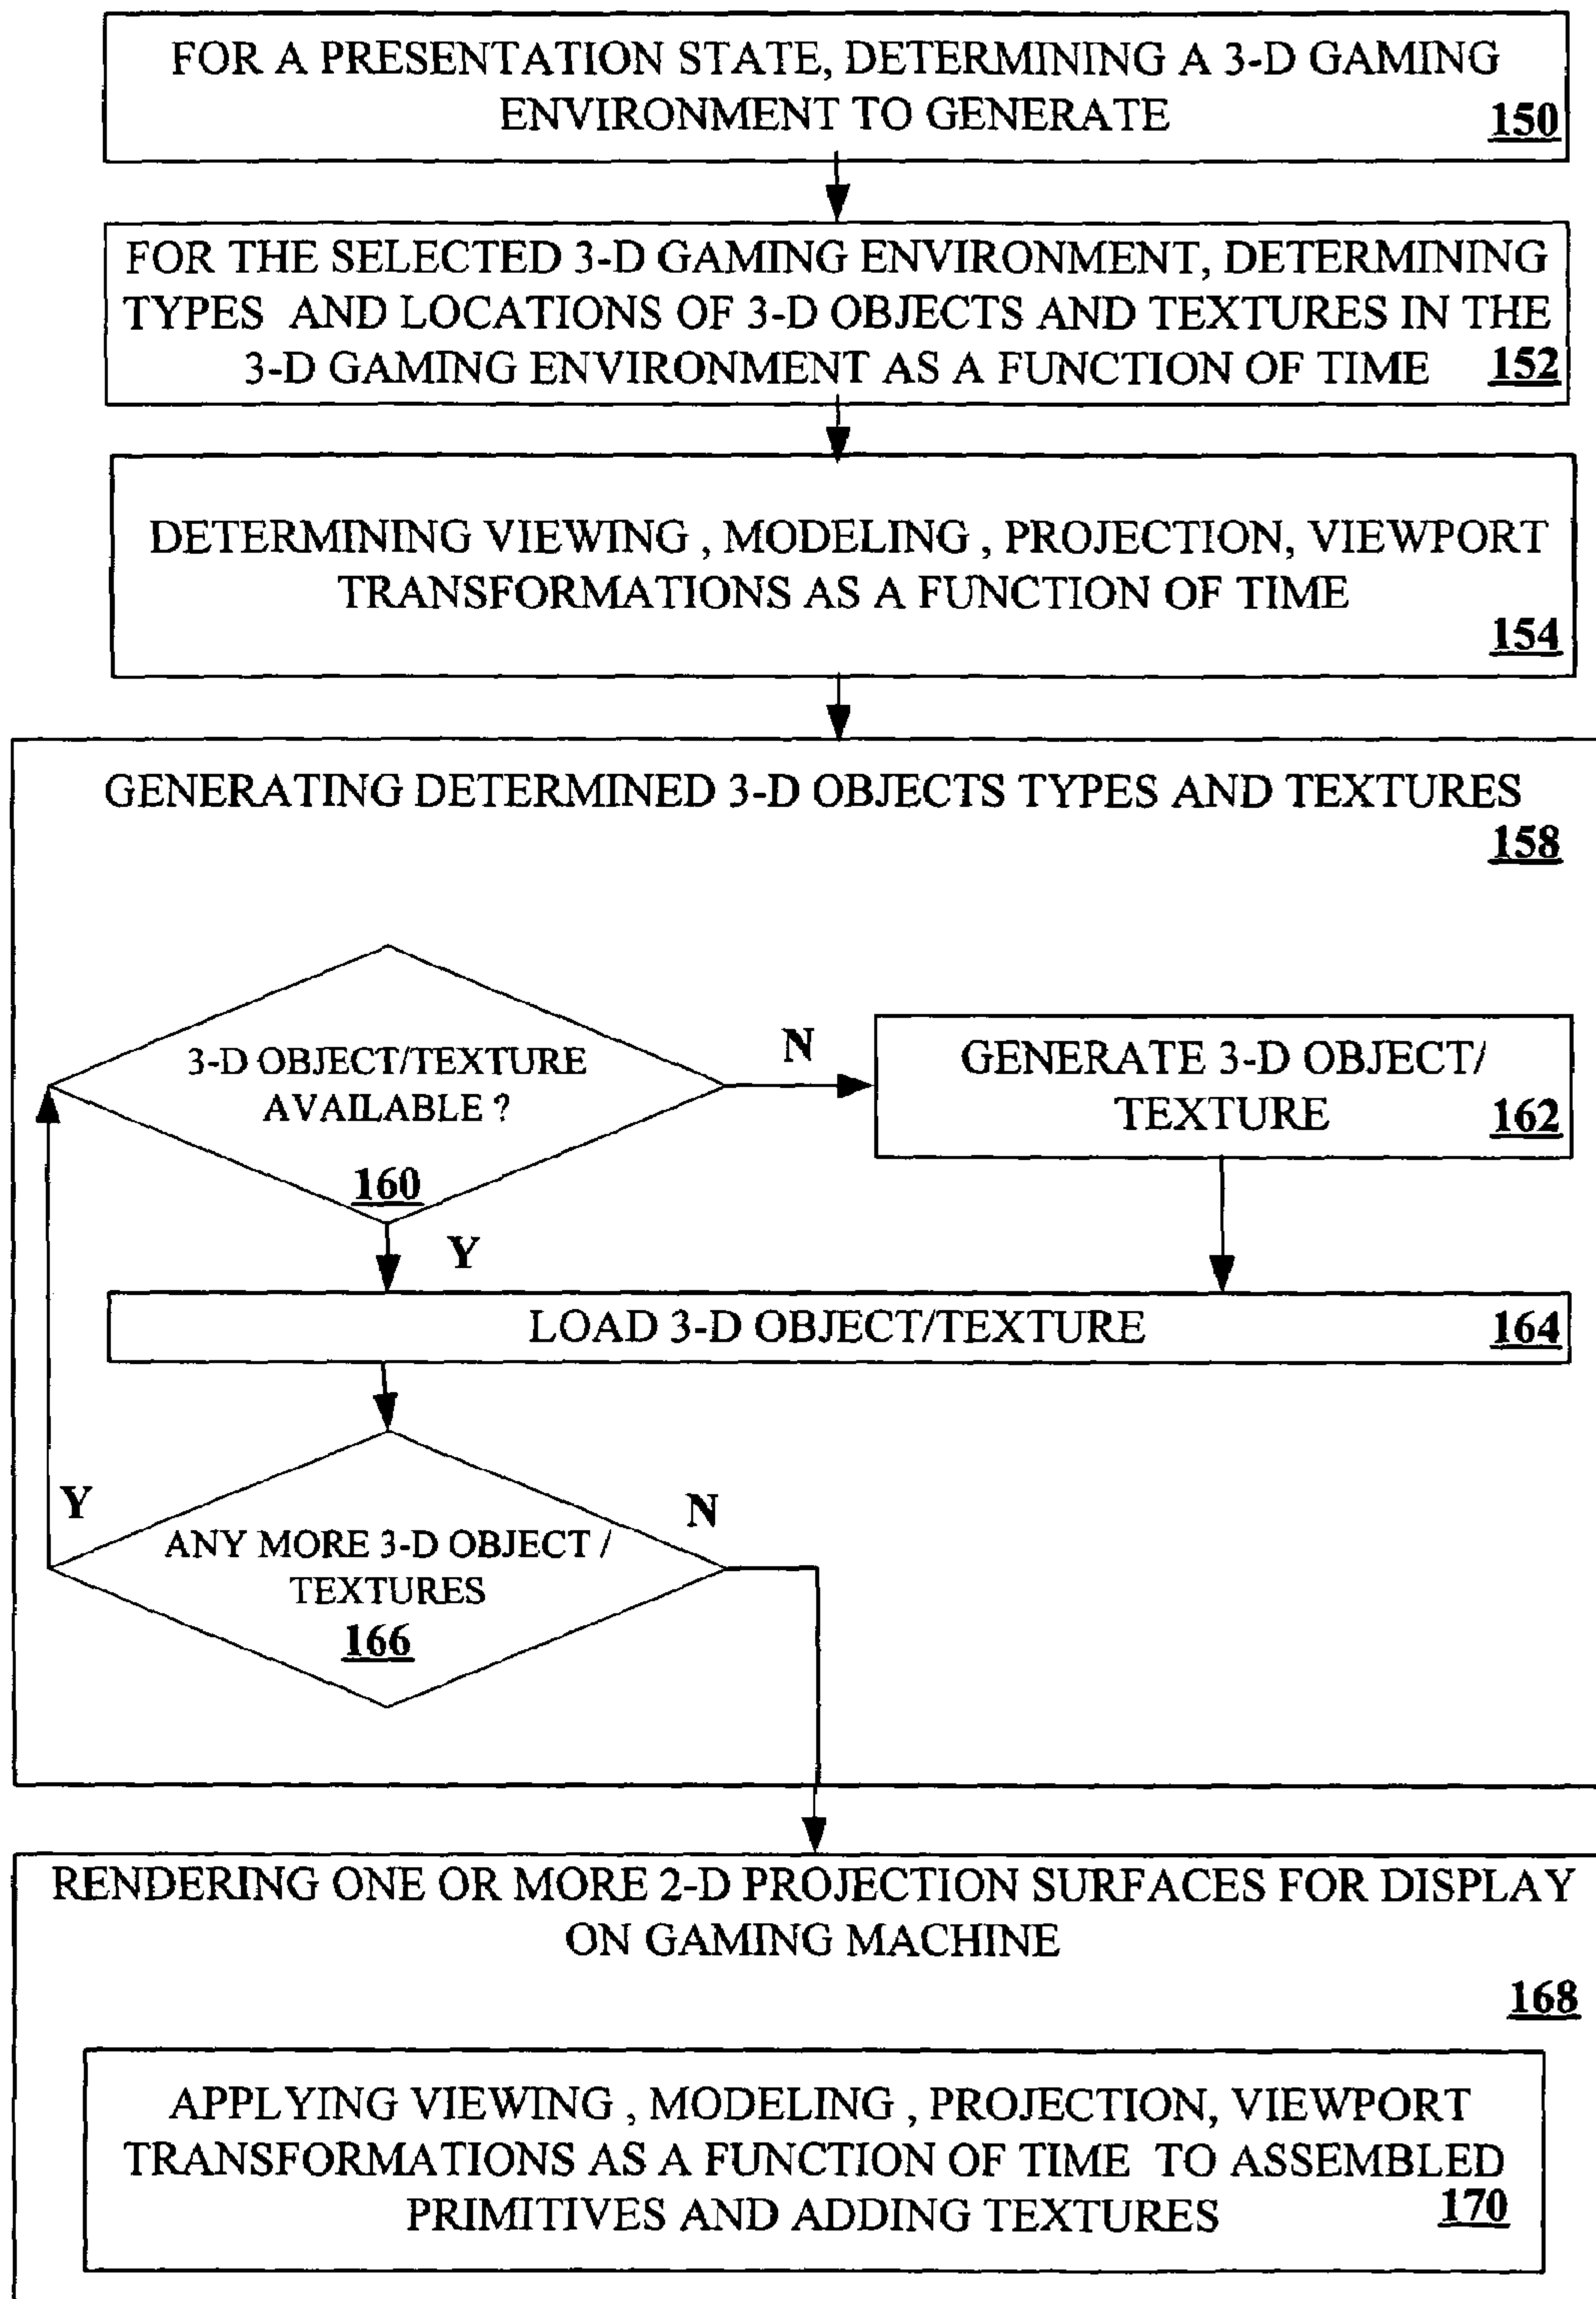 FOR A PRESENTATION STATE, DETERMINING A 3-D GAMING
ENVIRONMENT TO GENERATE
150
FOR THE SELECTED 3-D GAMING ENVIRONMENT, DETERMINING
TYPES AND LOCATIONS OF 3-D OBJECTS AND TEXTURES IN THE
3-D GAMING ENVIRONMENT AS A FUNCTION OF TIME 152
DETERMINING VIEWING , MODELING , PROJECTION, VIEWPORT
TRANSFORMATIONS AS A FUNCTION OF TIME
154
GENERATING DETERMINED 3-D OBJECTS TYPES AND TEXTURES
158
3-D OBJECT/TEXTURE
AVAILABLE ?
160
N
GENERATE 3-D OBJECT/
TEXTURE 162
Y
LOAD 3-D OBJECT/TEXTURE 164
Y
N
ANY MORE 3-D OBJECT /
TEXTURES
166
RENDERING ONE OR MORE 2-D PROJECTION SURFACES FOR DISPLAY
ON GAMING MACHINE
168
APPLYING VIEWING , MODELING , PROJECTION, VIEWPORT
TRANSFORMATIONS AS A FUNCTION OF TIME TO ASSEMBLED
PRIMITIVES AND ADDING TEXTURES 170